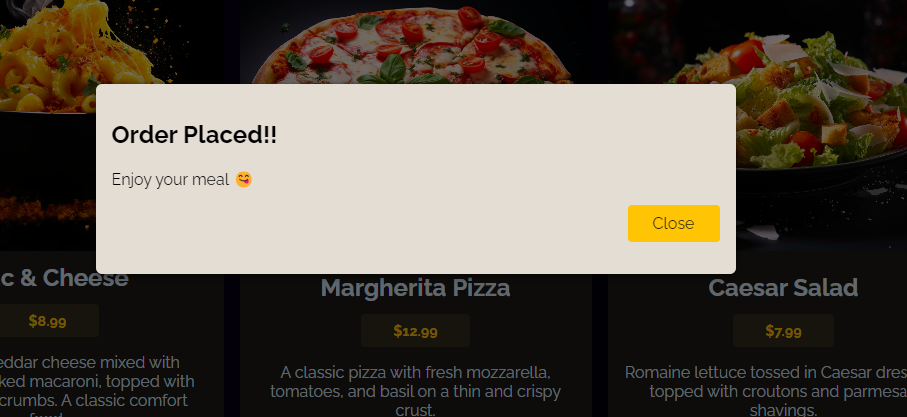 Order Placed!!
Enjoy your meal 😋
Close
c & Cheese
$8.99
eddar cheese mixed with
ked macaroni, topped with
crumbs. A classic comfort
Margherita Pizza
$12.99
A classic pizza with fresh mozzarella,
tomatoes, and basil on a thin and crispy
crust.
Caesar Salad
$7.99
Romaine lettuce tossed in Caesar dres
topped with croutons and parmesa
shavings.